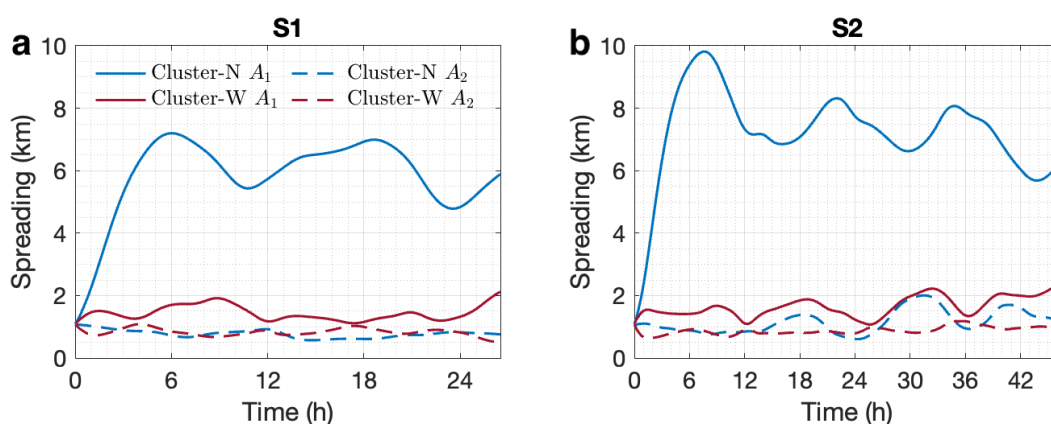 a
S1
10
8
6
4
2
0
Spreading (km)
Cluster-N A₁
Cluster-N A₂
Cluster-W A₁
Cluster-W A₂
0 6 12 18 24
Time (h)
b
S2
10
8
6
4
2
0
Spreading (km)
0 6 12 18 24 30 36 42
Time (h)